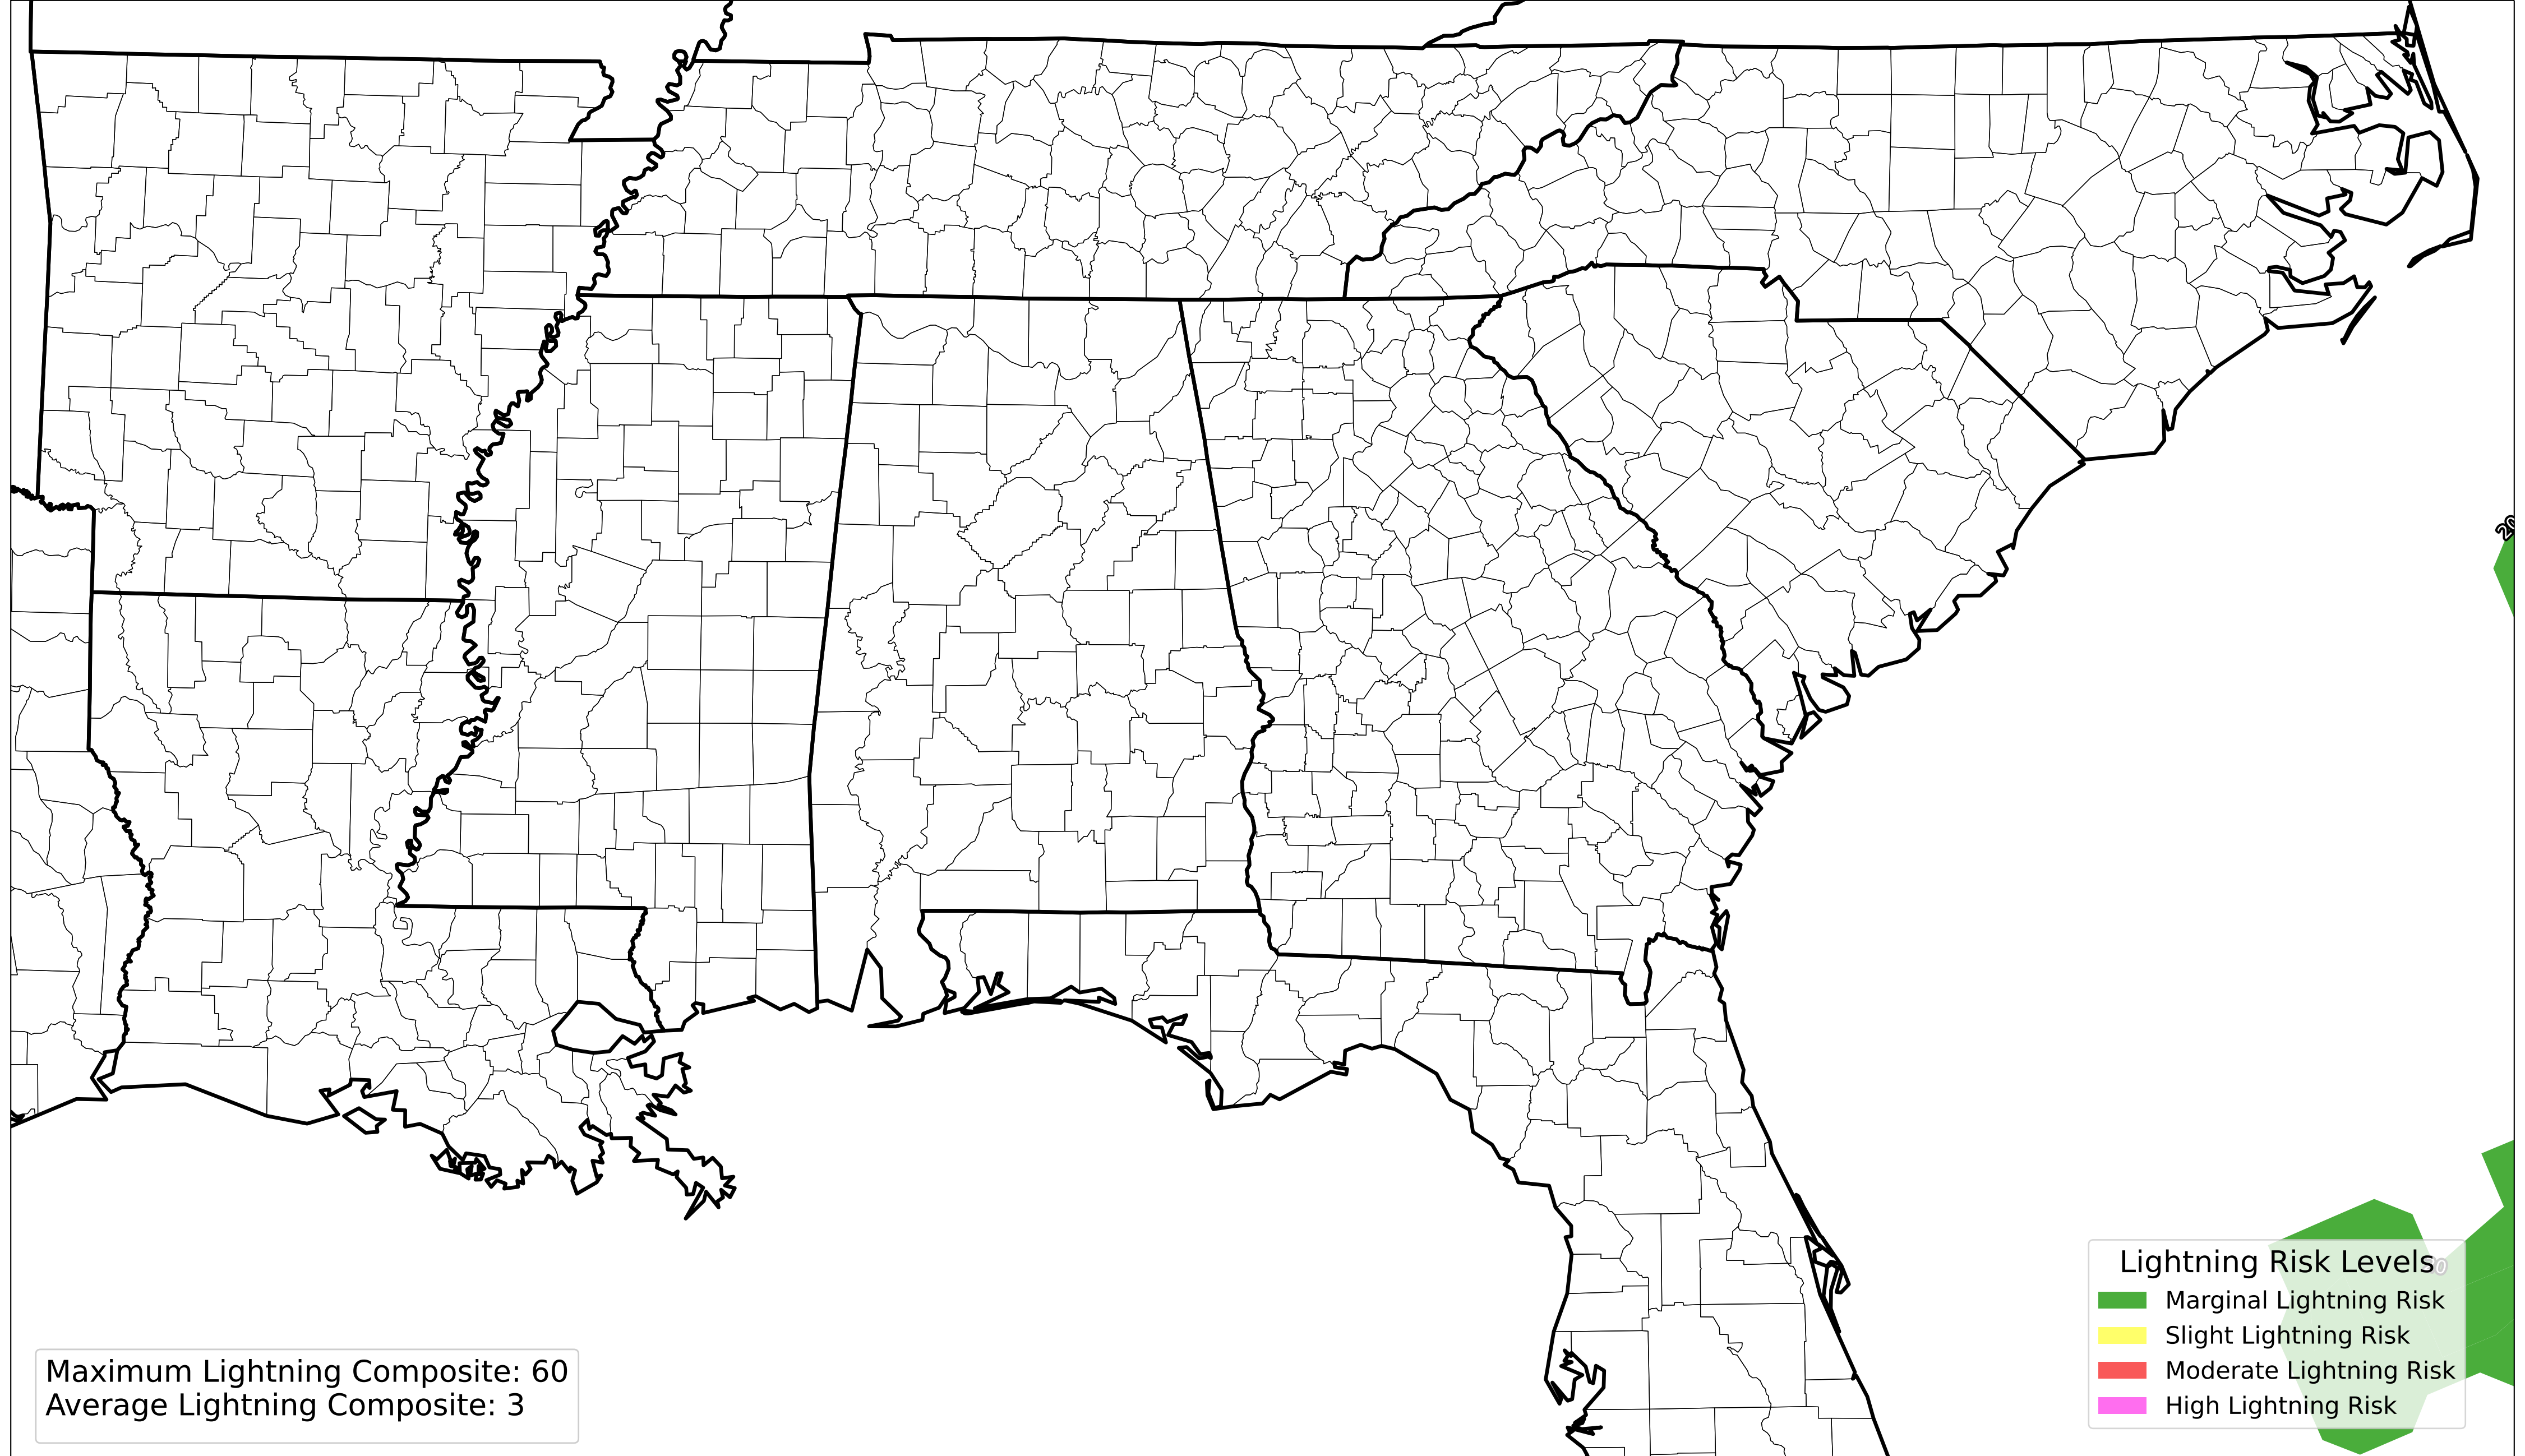 20
Lightning Risk Levels
Marginal Lightning Risk
Slight Lightning Risk
Moderate Lightning Risk
High Lightning Risk
Maximum Lightning Composite: 60
Average Lightning Composite: 3